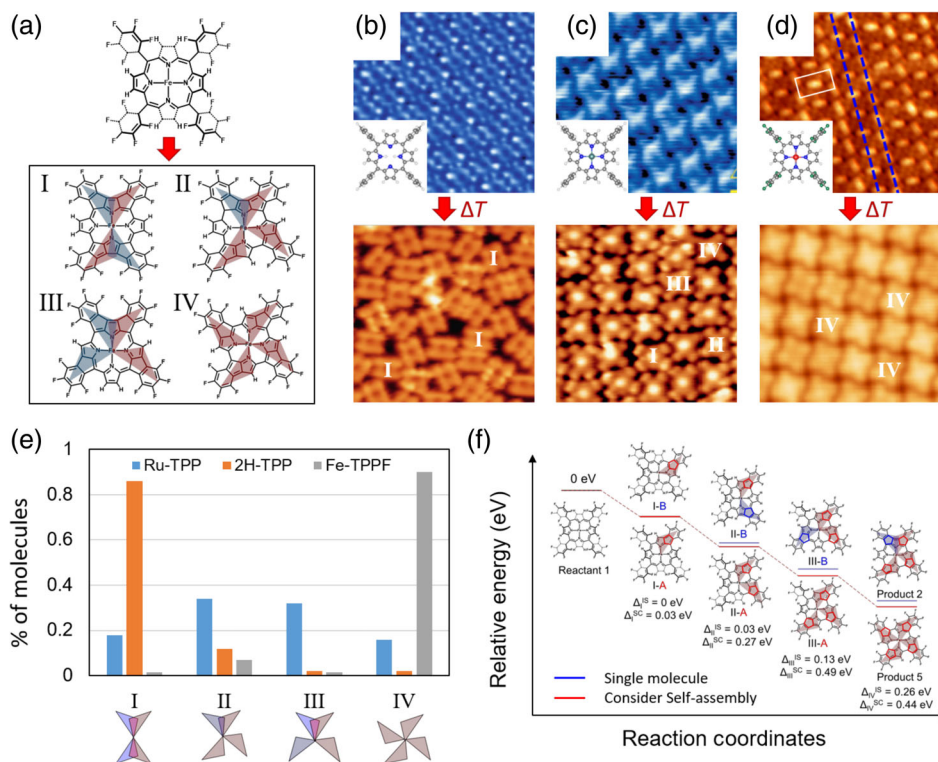 (a)
(b)
(c)
(d)
I
II
III
IV
ΔT
ΔT
ΔT
I
I
I
IV
III
II
I
IV
IV
IV
(e)
% of molecules
1
0.8
0.6
0.4
0.2
0
Ru-TPP
2H-TPP
Fe-TPPF
I
II
III
IV
(f)
Relative energy (eV)
0 eV
Reactant 1
I-B
I-A
Δ_I^IS = 0 eV
Δ_I^SC = 0.03 eV
II-B
II-A
Δ_II^IS = 0.03 eV
Δ_II^SC = 0.27 eV
III-B
III-A
Δ_III^IS = 0.13 eV
Δ_III^SC = 0.49 eV
Product 2
Product 5
Δ_IV^IS = 0.26 eV
Δ_IV^SC = 0.44 eV
Single molecule
Consider Self-assembly
Reaction coordinates